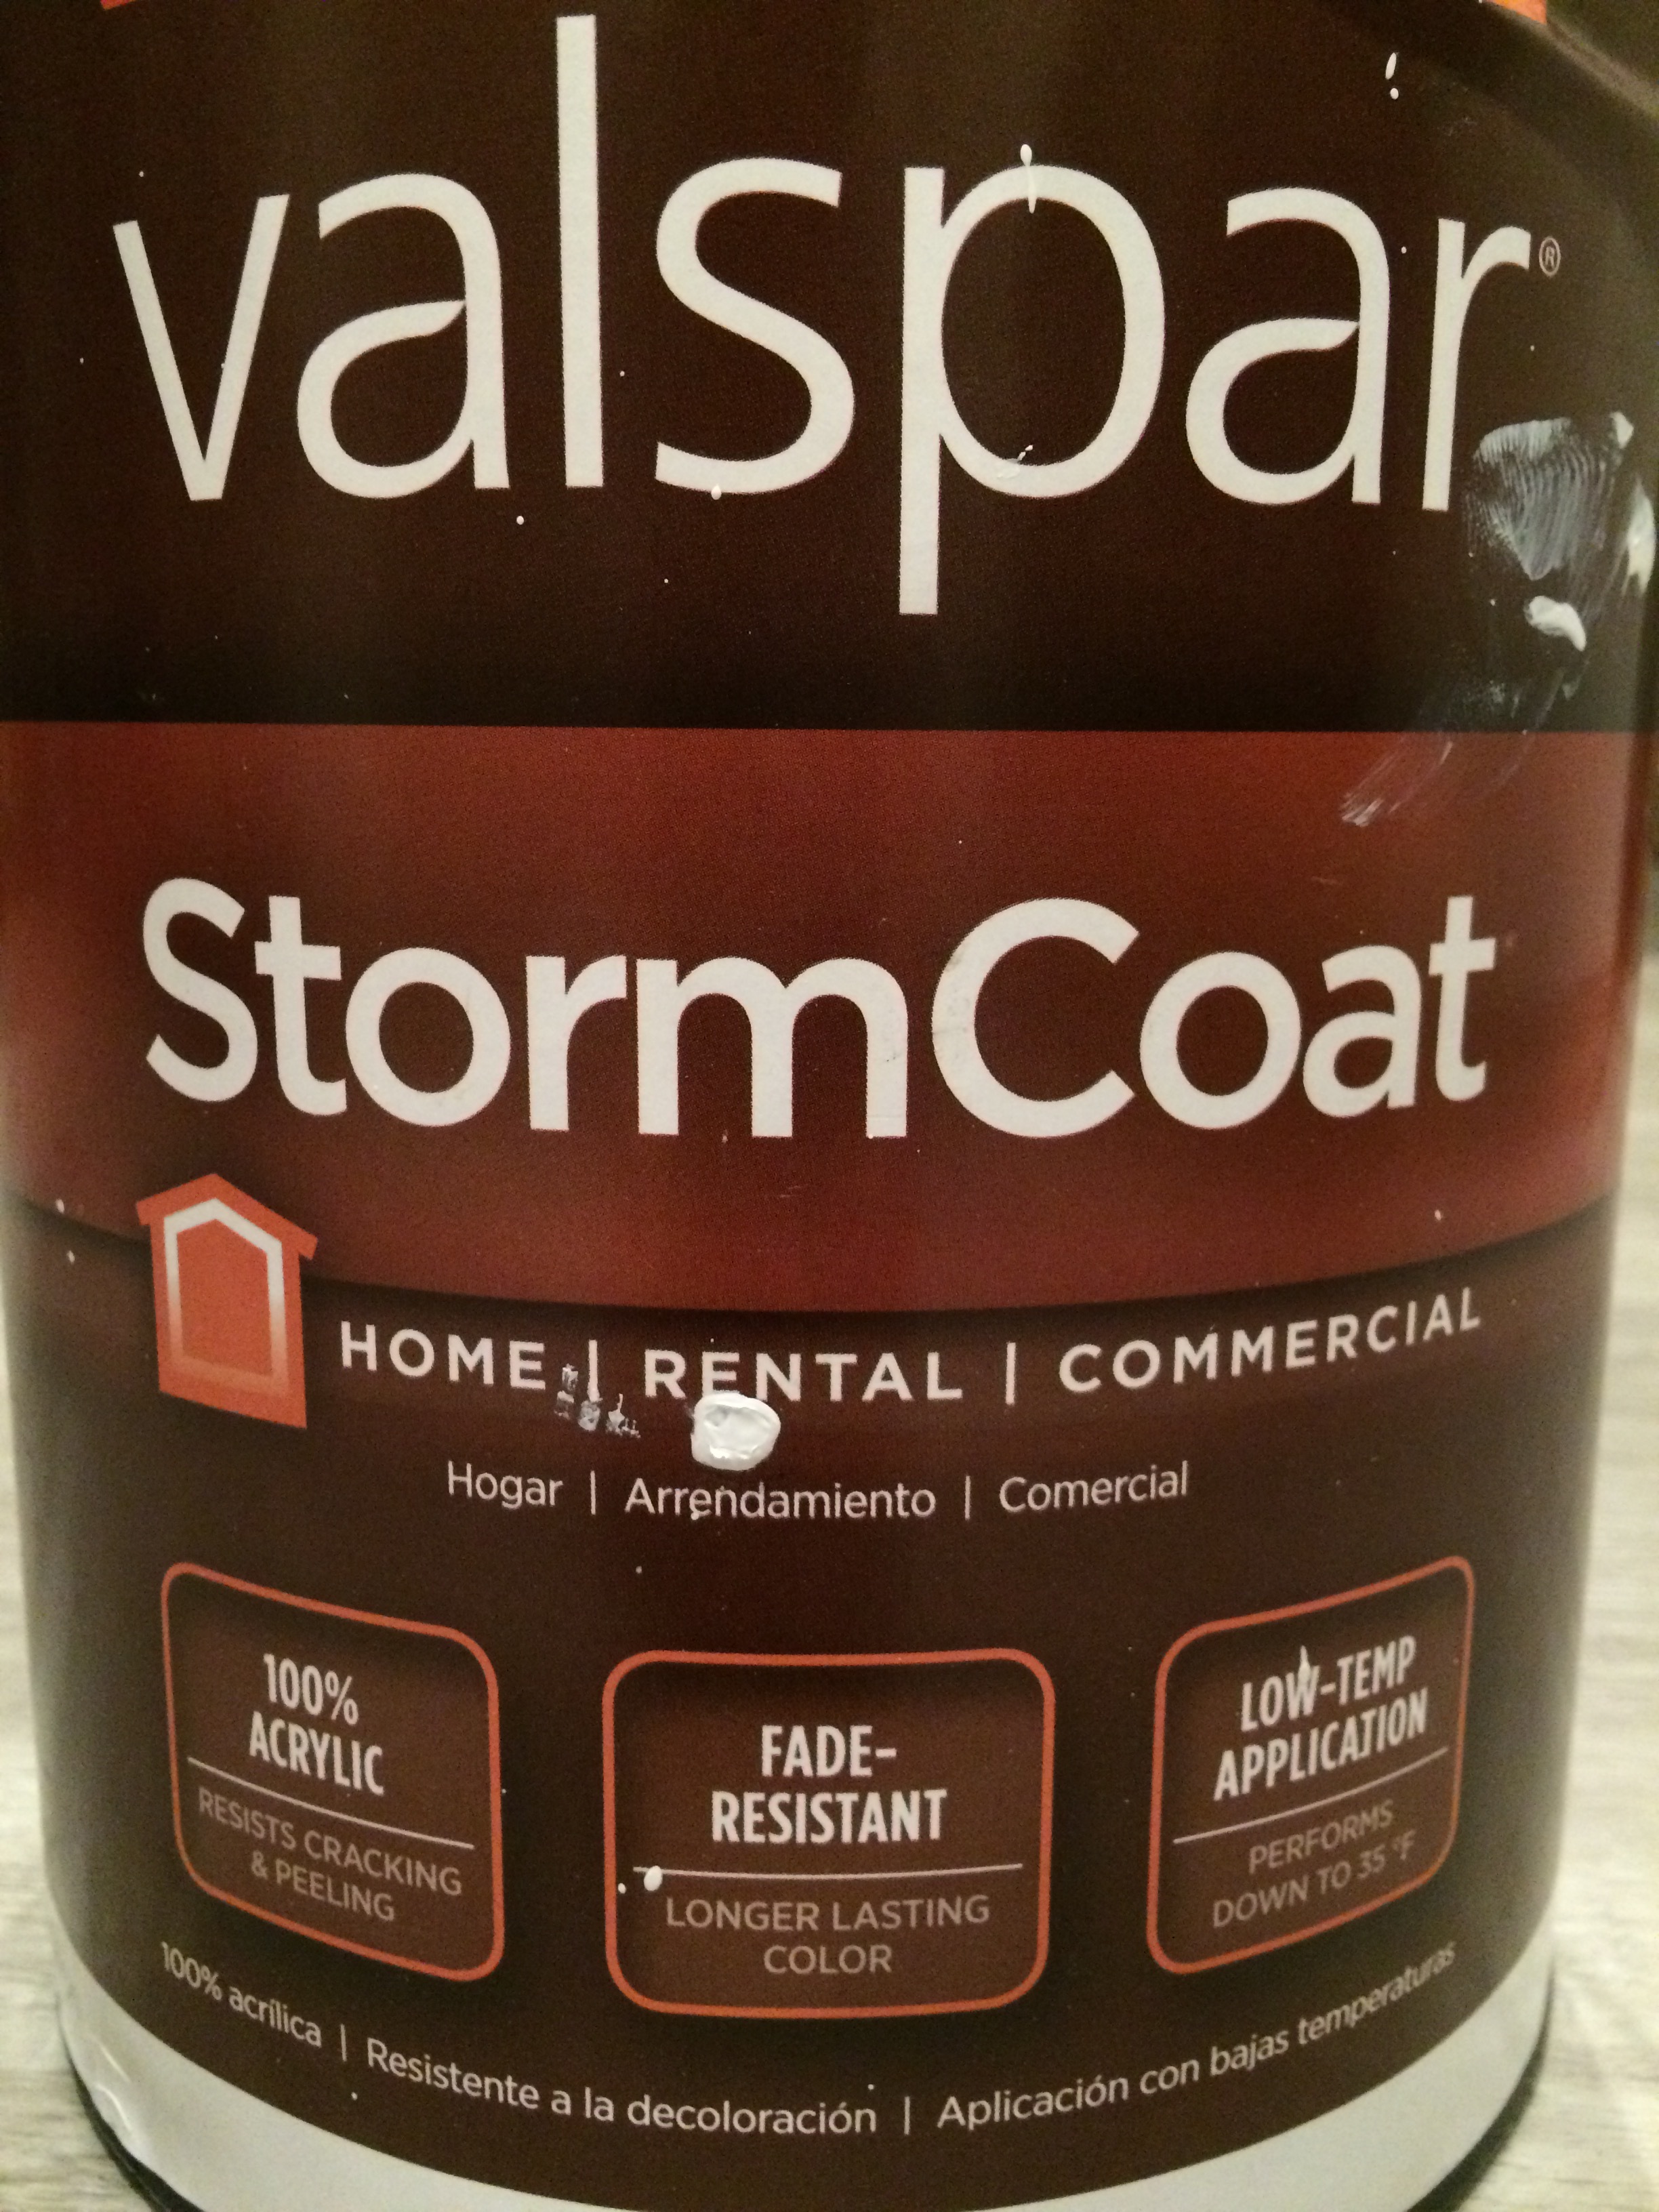 valspar®
StormCoat
HOME | RENTAL | COMMERCIAL
Hogar | Arrendamiento | Comercial
100%
ACRYLIC
RESISTS CRACKING
& PEELING
FADE-
RESISTANT
LONGER LASTING
COLOR
LOW-TEMP
APPLICATION
PERFORMS
DOWN TO 35 °F
100% acrílica | Resistente a la decoloración | Aplicación con bajas temperaturas